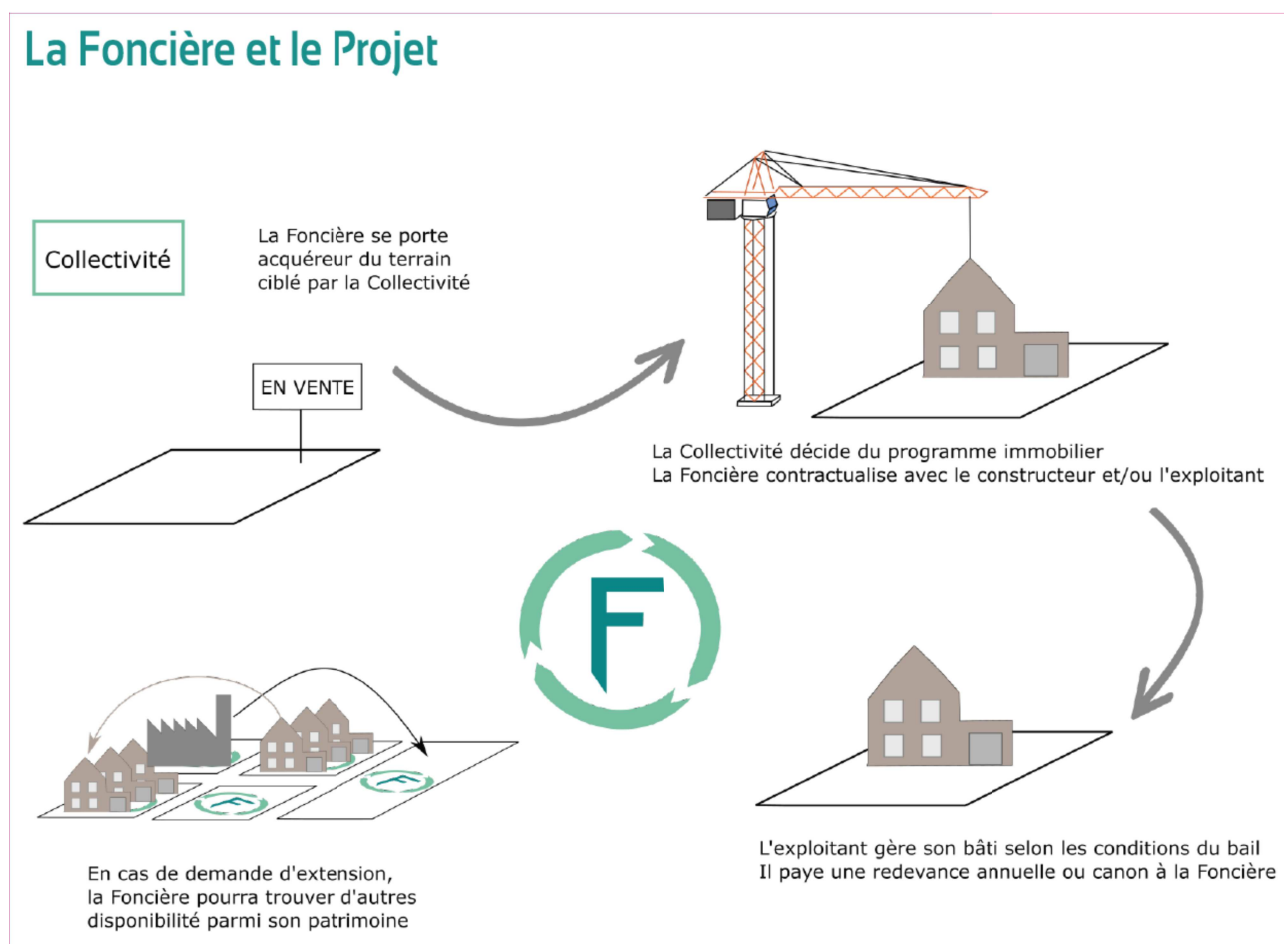 La Foncière et le Projet
Collectivité
La Foncière se porte
acquéreur du terrain
ciblé par la Collectivité
EN VENTE
La Collectivité décide du programme immobilier
La Foncière contractualise avec le constructeur et/ou l'exploitant
F
F
F
L'exploitant gère son bâti selon les conditions du bail
Il paye une redevance annuelle ou canon à la Foncière
En cas de demande d'extension,
la Foncière pourra trouver d'autres
disponibilité parmi son patrimoine